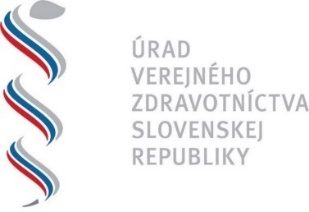 ÚRAD
VEREJNÉHO
ZDRAVOTNÍCTVA
SLOVENSKEJ
REPUBLIKY